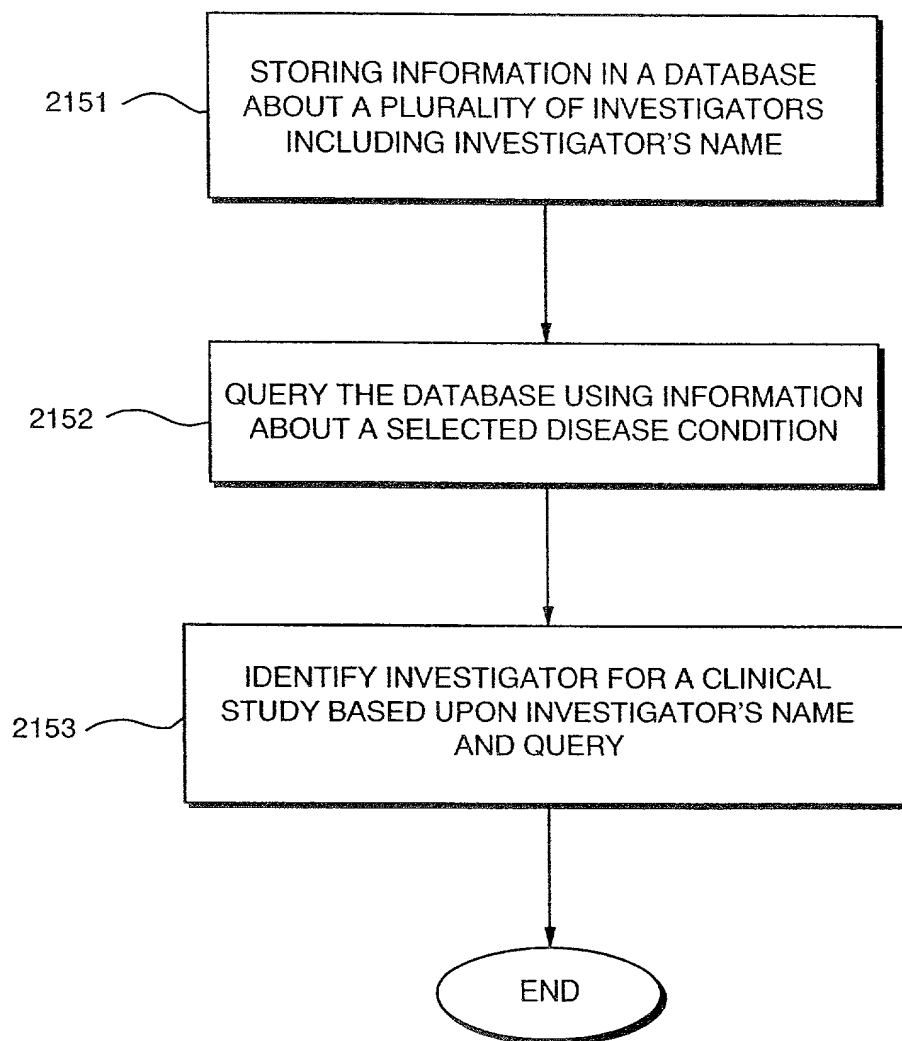 2151
STORING INFORMATION IN A DATABASE
ABOUT A PLURALITY OF INVESTIGATORS
INCLUDING INVESTIGATOR'S NAME
2152
QUERY THE DATABASE USING INFORMATION
ABOUT A SELECTED DISEASE CONDITION
2153
IDENTIFY INVESTIGATOR FOR A CLINICAL
STUDY BASED UPON INVESTIGATOR'S NAME
AND QUERY
END